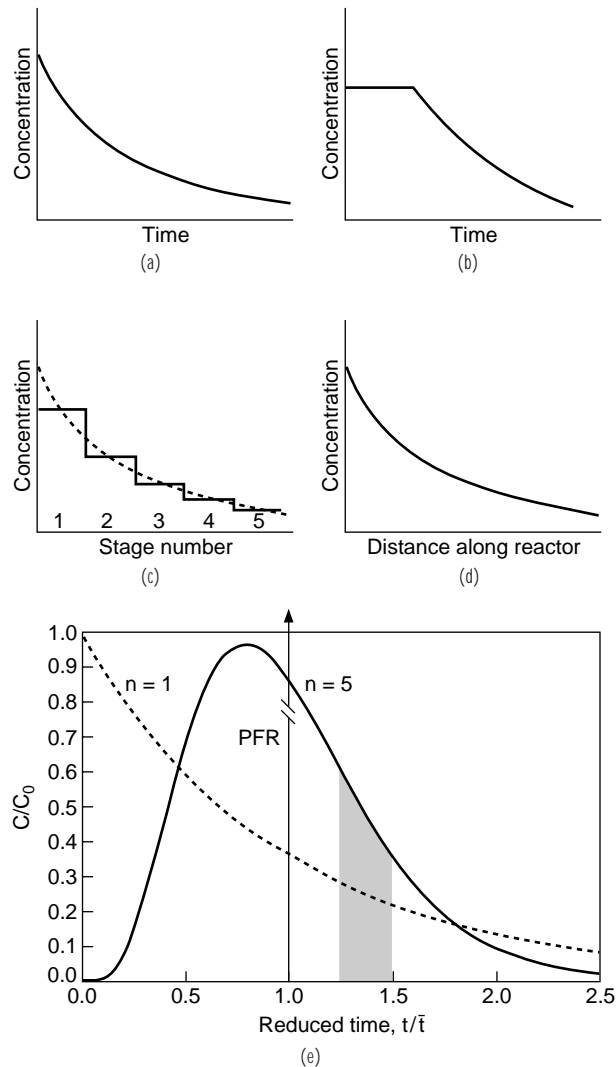 Concentration
Time
(a)
Concentration
Time
(b)
Concentration
1 2 3 4 5
Stage number
(c)
Concentration
Distance along reactor
(d)
C/C0
1.0
0.9
0.8
0.7
0.6
0.5
0.4
0.3
0.2
0.1
0.0
n = 1
n = 5
PFR
0.0 0.5 1.0 1.5 2.0 2.5
Reduced time, t/t̄
(e)